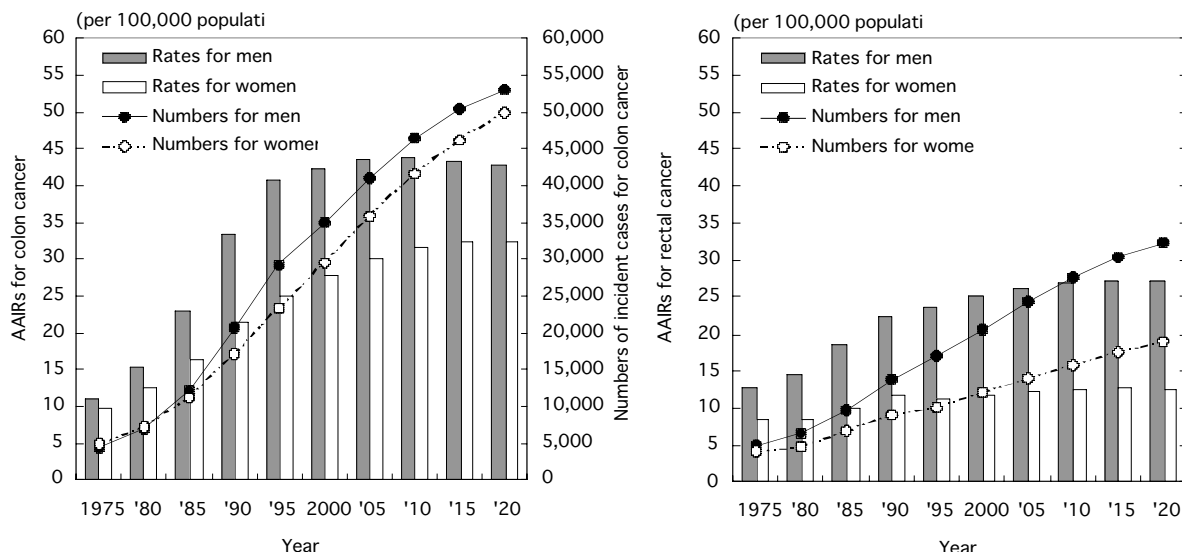 (per 100,000 populati
60
55
50
45
40
35
30
25
20
15
10
5
0
AAIRs for colon cancer
Rates for men
Rates for women
Numbers for men
Numbers for women
60,000
55,000
50,000
45,000
40,000
35,000
30,000
25,000
20,000
15,000
10,000
5,000
0
Numbers of incident cases for colon cancer
1975 '80 '85 '90 '95 2000 '05 '10 '15 '20
Year
(per 100,000 populati
60
55
50
45
40
35
30
25
20
15
10
5
0
AAIRs for rectal cancer
Rates for men
Rates for women
Numbers for men
Numbers for wome
1975 '80 '85 '90 '95 2000 '05 '10 '15 '20
Year